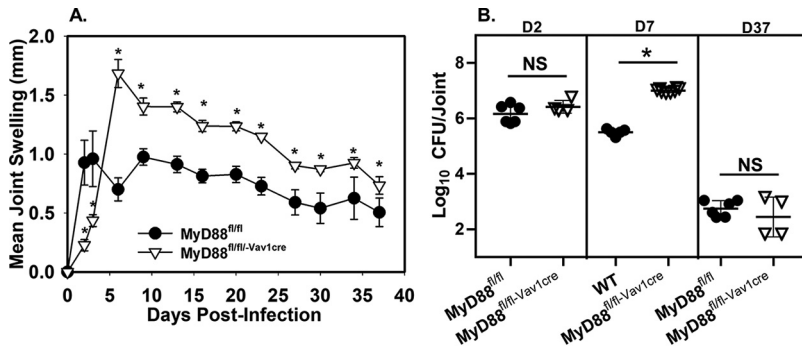 A.
Mean Joint Swelling (mm)
2.0
1.5
1.0
0.5
0.0
* * * * * * * * * * * *
MyD88fl/fl
MyD88fl/fl/-Vav1cre
0 5 10 15 20 25 30 35 40
Days Post-Infection
B.
D2 D7 D37
Log10 CFU/Joint
8
6
4
2
NS
*
NS
MyD88fl/fl
MyD88fl/fl-Vav1cre
WT
MyD88fl/fl-Vav1cre
MyD88fl/fl
MyD88fl/fl-Vav1cre